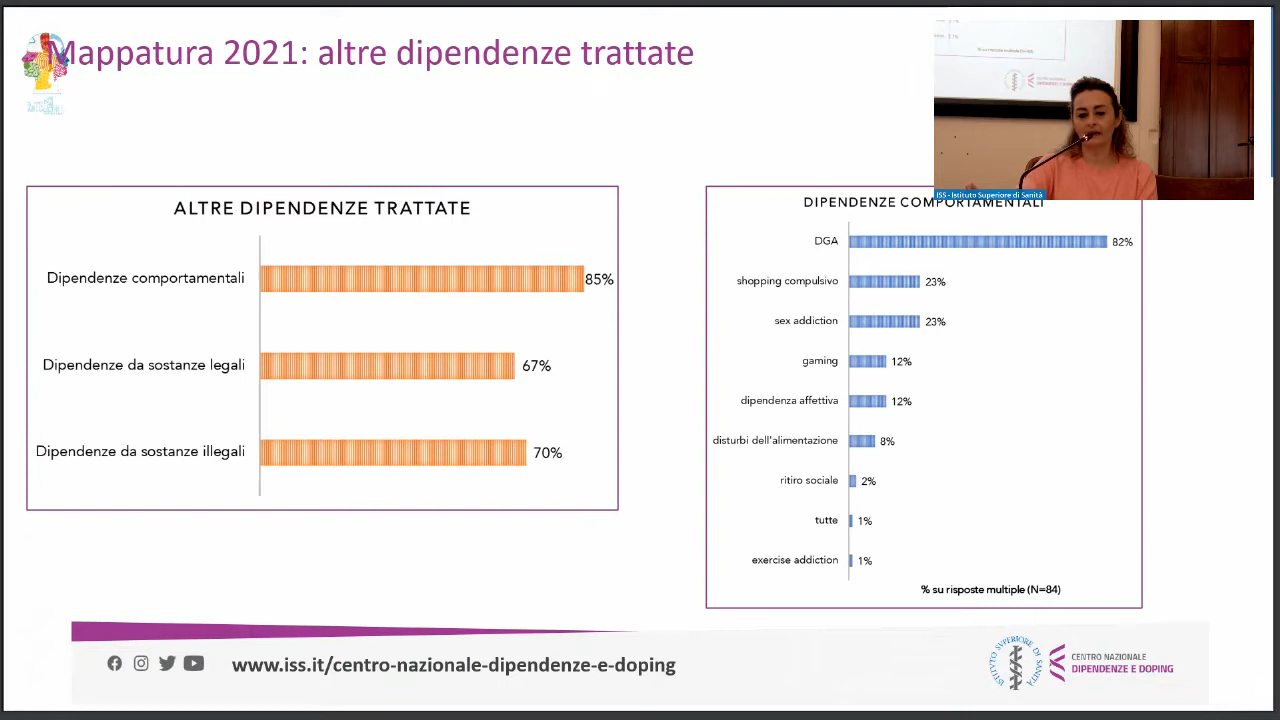 Mappatura 2021: altre dipendenze trattate
ISS - Istituto Superiore di Sanità
ALTRE DIPENDENZE TRATTATE
Dipendenze comportamentali 85%
Dipendenze da sostanze legali 67%
Dipendenze da sostanze illegali 70%
DIPENDENZE COMPORTAMENTALI
DGA 82%
shopping compulsivo 23%
sex addiction 23%
gaming 12%
dipendenza affettiva 12%
disturbi dell'alimentazione 8%
ritiro sociale 2%
tutte 1%
exercise addiction 1%
% su risposte multiple (N=84)
www.iss.it/centro-nazionale-dipendenze-e-doping
ISTITUTO SUPERIORE DI SANITÀ
CENTRO NAZIONALE
DIPENDENZE E DOPING